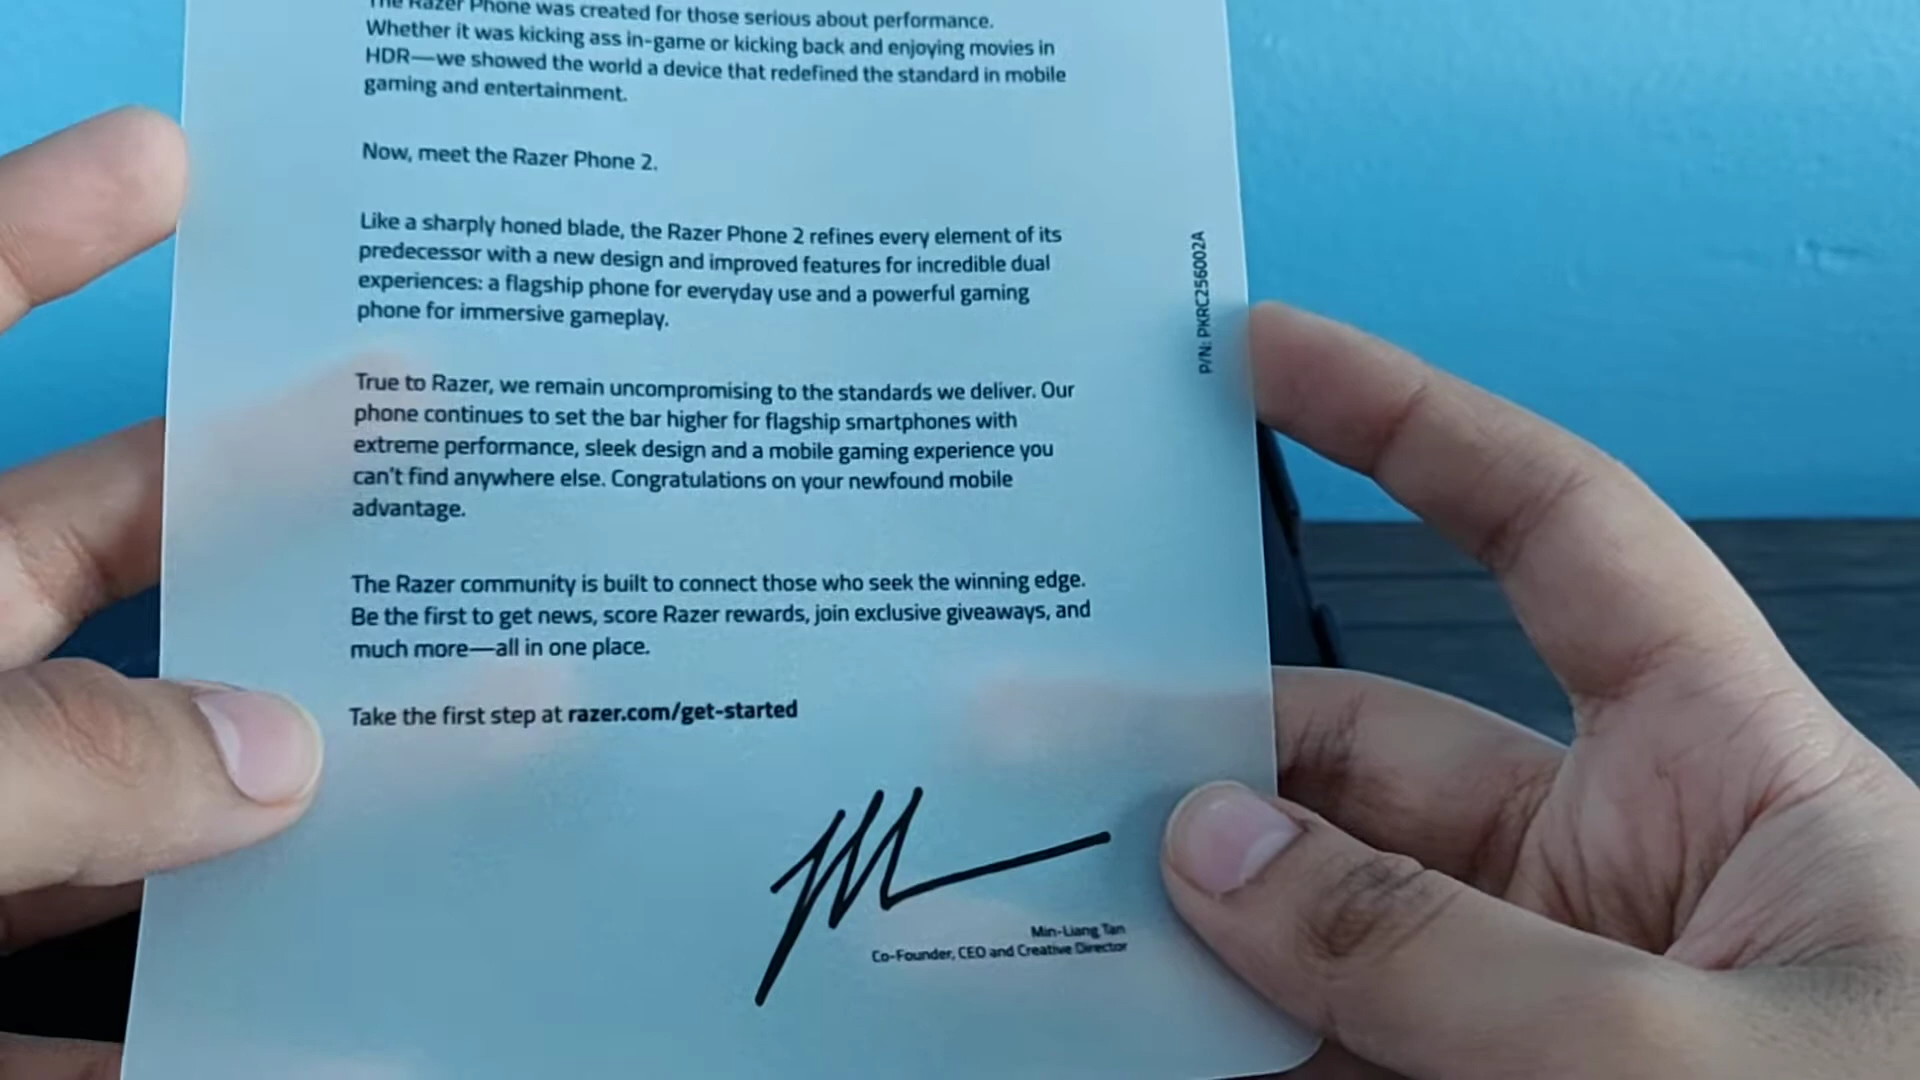 The Razer Phone was created for those serious about performance.
Whether it was kicking ass in-game or kicking back and enjoying movies in
HDR—we showed the world a device that redefined the standard in mobile
gaming and entertainment.
Now, meet the Razer Phone 2.
Like a sharply honed blade, the Razer Phone 2 refines every element of its
predecessor with a new design and improved features for incredible dual
experiences: a flagship phone for everyday use and a powerful gaming
phone for immersive gameplay.
True to Razer, we remain uncompromising to the standards we deliver. Our
phone continues to set the bar higher for flagship smartphones with
extreme performance, sleek design and a mobile gaming experience you
can't find anywhere else. Congratulations on your newfound mobile
advantage.
The Razer community is built to connect those who seek the winning edge.
Be the first to get news, score Razer rewards, join exclusive giveaways, and
much more—all in one place.
Take the first step at razer.com/get-started
Min-Liang Tan
Co-Founder, CEO and Creative Director
P/N: PKRC256002A